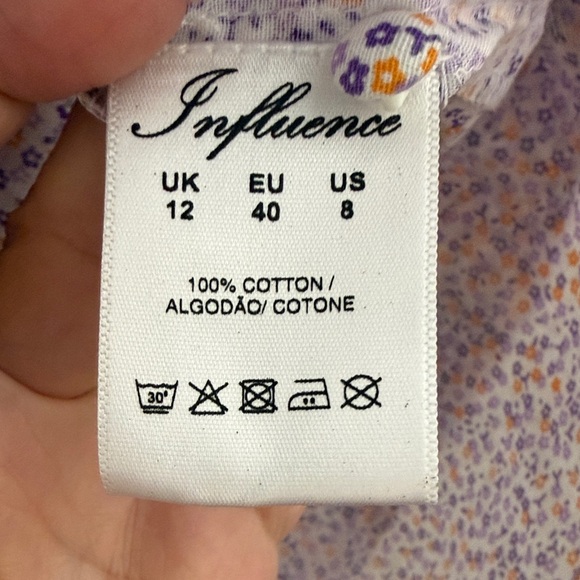 Influence
UK EU US
12 40 8
100% COTTON /
ALGODÃO/ COTONE
30°